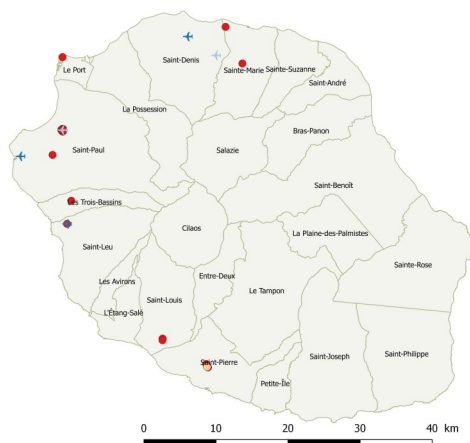 Saint-Denis
Sainte-Marie
Sainte-Suzanne
Le Port
Saint-André
La Possession
Bras-Panon
Saint-Paul
Salazie
Saint-Benoît
Les Trois-Bassins
Cilaos
La Plaine-des-Palmistes
Saint-Leu
Sainte-Rose
Entre-Deux
Les Avirons
Le Tampon
Saint-Louis
L'Étang-Salé
Saint-Joseph
Saint-Philippe
Saint-Pierre
Petite-Île
0 10 20 30 40 km